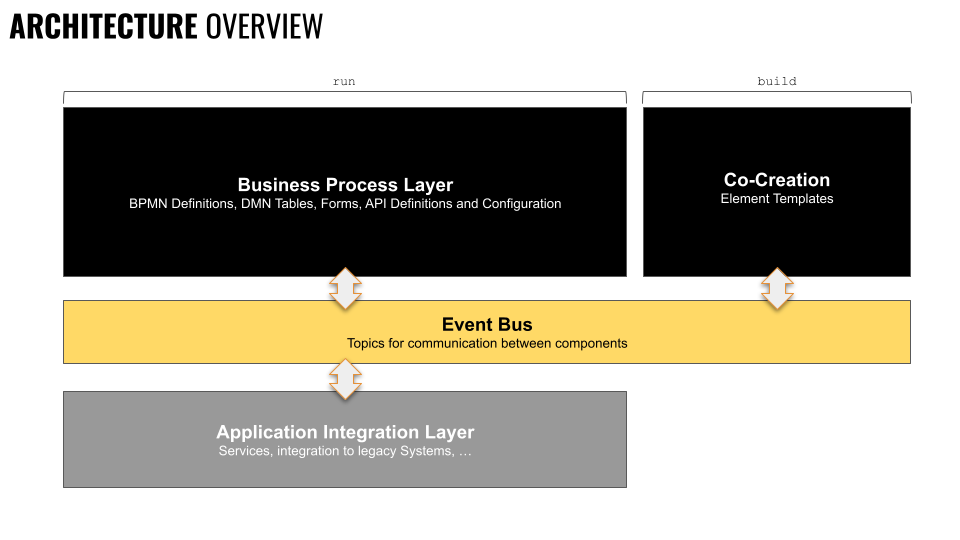 ARCHITECTURE OVERVIEW
run
build
Business Process Layer
BPMN Definitions, DMN Tables, Forms, API Definitions and Configuration
Co-Creation
Element Templates
Event Bus
Topics for communication between components
Application Integration Layer
Services, integration to legacy Systems, …